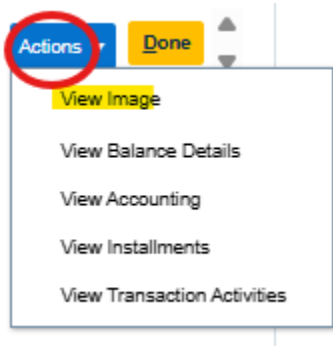 Actions Done
View Image
View Balance Details
View Accounting
View Installments
View Transaction Activities